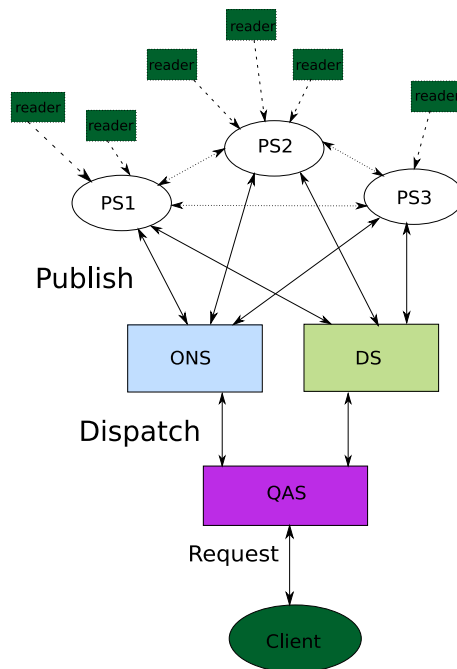 reader
reader
reader
reader
reader
reader
PS2
PS1
PS3
Publish
ONS
DS
Dispatch
QAS
Request
Client